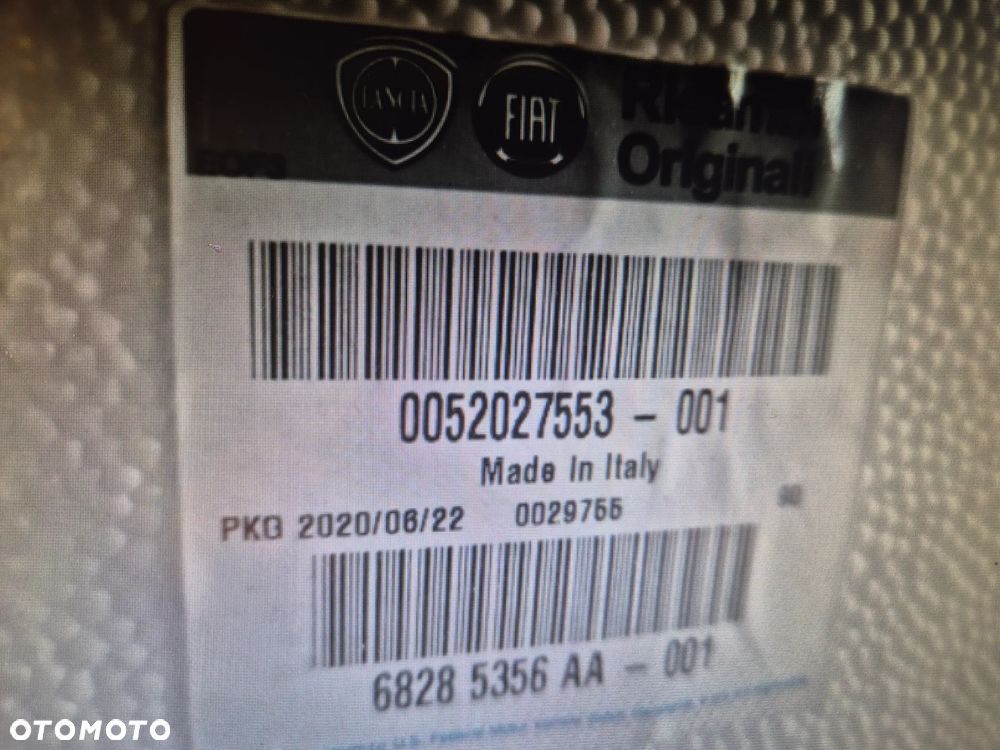 LANCIA
FIAT
Ricambi
Originali
0052027553 - 001
Made In Italy
PKG 2020/06/22 0029755
6828 5356 AA - 001
OTOMOTO